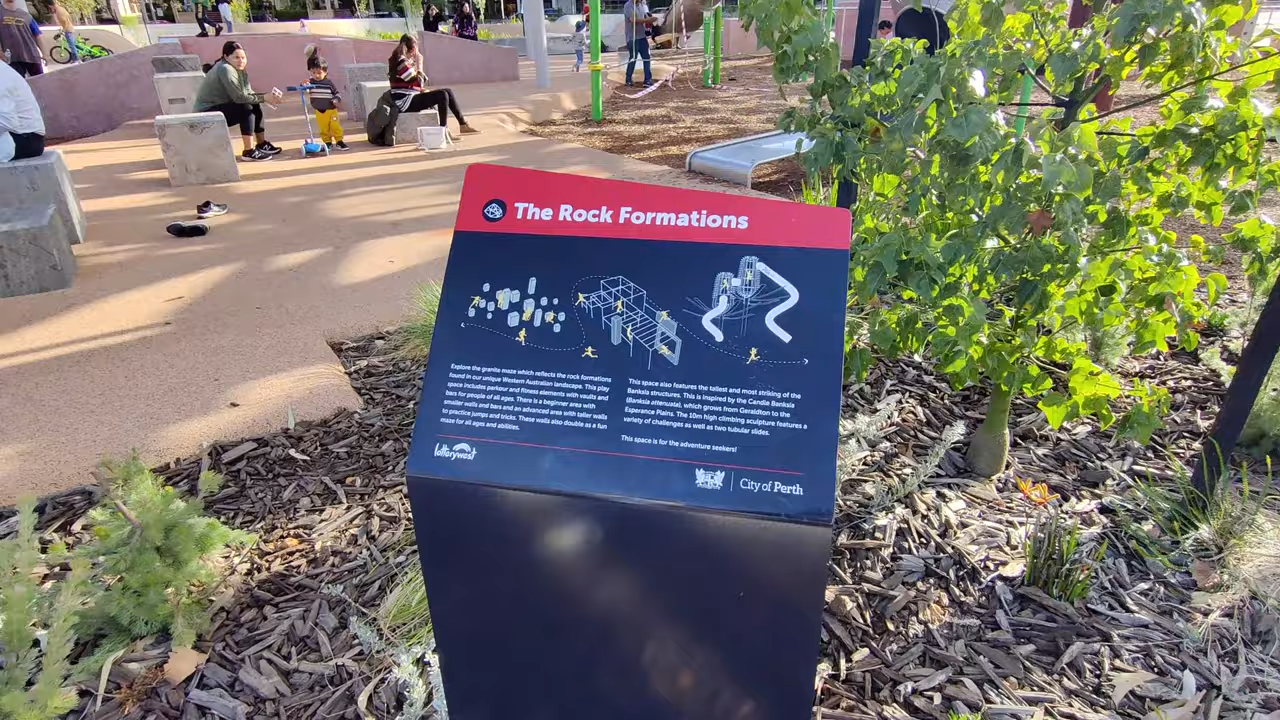 The Rock Formations
Explore the granite maze which reflects the rock formations
found in our unique Western Australian landscape. This play
space includes parkour and fitness elements with vaults and
bars for people of all ages. There is a beginner area with
smaller walls and bars and an advanced area with taller walls
to practice jumps and tricks. These walls also double as a fun
maze for all ages and abilities.
This space also features the tallest and most striking of the
Banksia structures. This is inspired by the Candle Banksia
(Banksia attenuata), which grows from Geraldton to the
Esperance Plains. The 10m high climbing sculpture features a
variety of challenges as well as two tubular slides.
This space is for the adventure seekers!
lotterywest
City of Perth